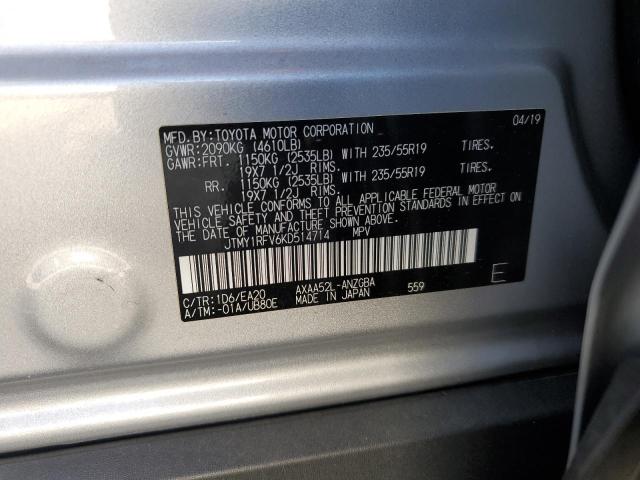 MFD.BY:TOYOTA MOTOR CORPORATION 04/19
GVWR:2090KG (4610LB)
GAWR:FRT. 1150KG (2535LB) WITH 235/55R19 TIRES.
19X7 1/2J RIMS.
RR. 1150KG (2535LB) WITH 235/55R19 TIRES.
19X7 1/2J RIMS.
THIS VEHICLE CONFORMS TO ALL APPLICABLE FEDERAL MOTOR
VEHICLE SAFETY AND THEFT PREVENTION STANDARDS IN EFFECT
ON THE DATE OF MANUFACTURE SHOWN ABOVE.
JTMY1RFV6KD514714 MPV
C/TR:1D6/EA20 AXAA52L-ANZGBA E
A/TM:-01A/UB80E MADE IN JAPAN 559